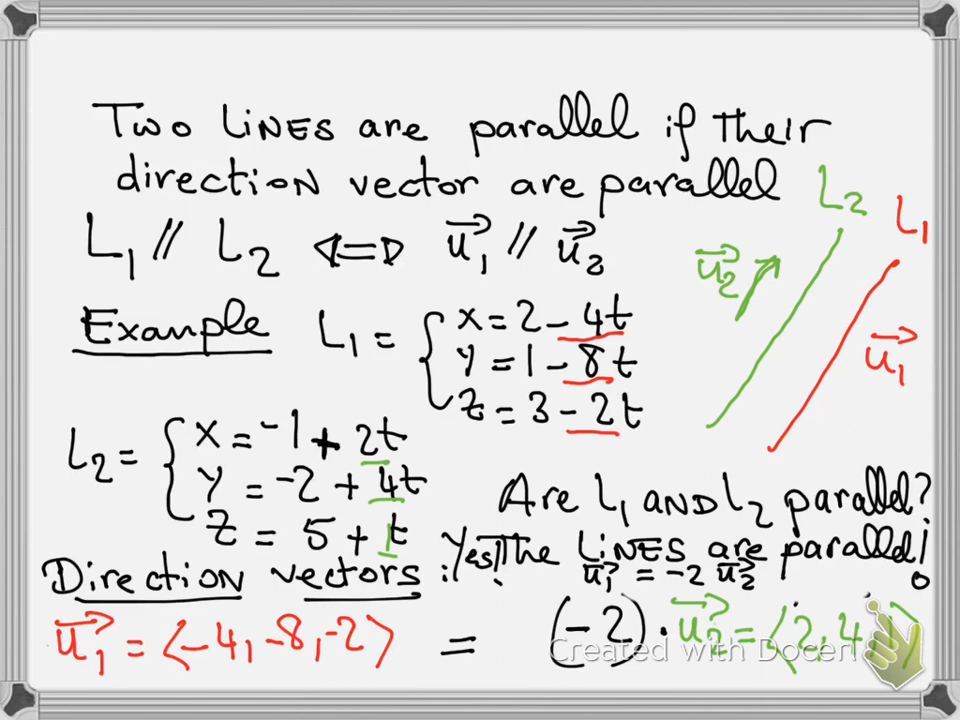 Two LINES are parallel if their
direction vector are parallel
L₁ // L₂ ⇔ u₁⃗ // u₂⃗
L₂
L₁
u₂⃗
u₁⃗
Example L₁ = { x = 2 - 4t
y = 1 - 8t
z = 3 - 2t
L₂ = { x = -1 + 2t
y = -2 + 4t
z = 5 + 1t
Are L₁ AND L₂ parallel?
Yes!! The LINES are parallel!
u₁⃗ = -2 u₂⃗
Direction vectors :
u₁⃗ = <-4, -8, -2> = (-2) · u₂⃗ = <2, 4, 1>
Created with Doceri